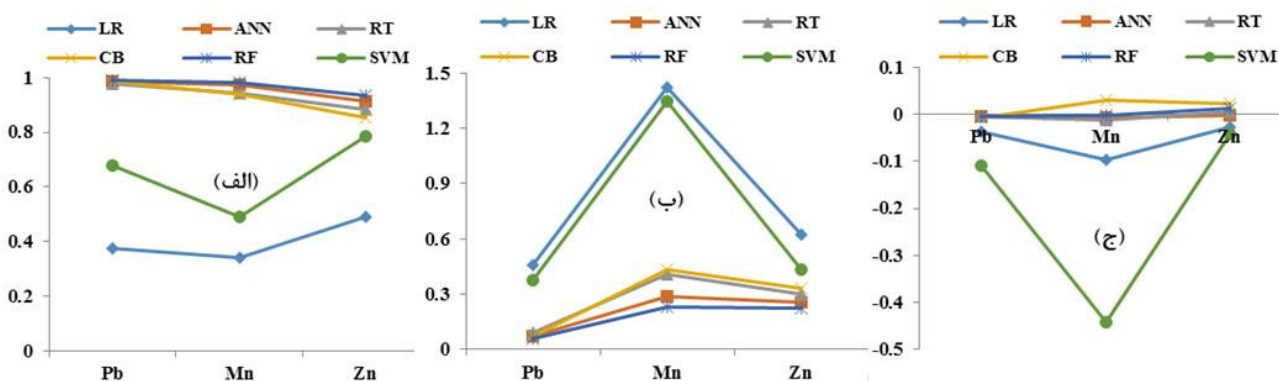 LR ANN RT
CB RF SVM
1
0.8
0.6
0.4
0.2
0
(الف)
Pb Mn Zn
LR ANN RT
CB RF SVM
1.5
1.2
0.9
0.6
0.3
0
(ب)
Pb Mn Zn
LR ANN RT
CB RF SVM
0.1
0
-0.1
-0.2
-0.3
-0.4
-0.5
Pb Mn Zn
(ج)